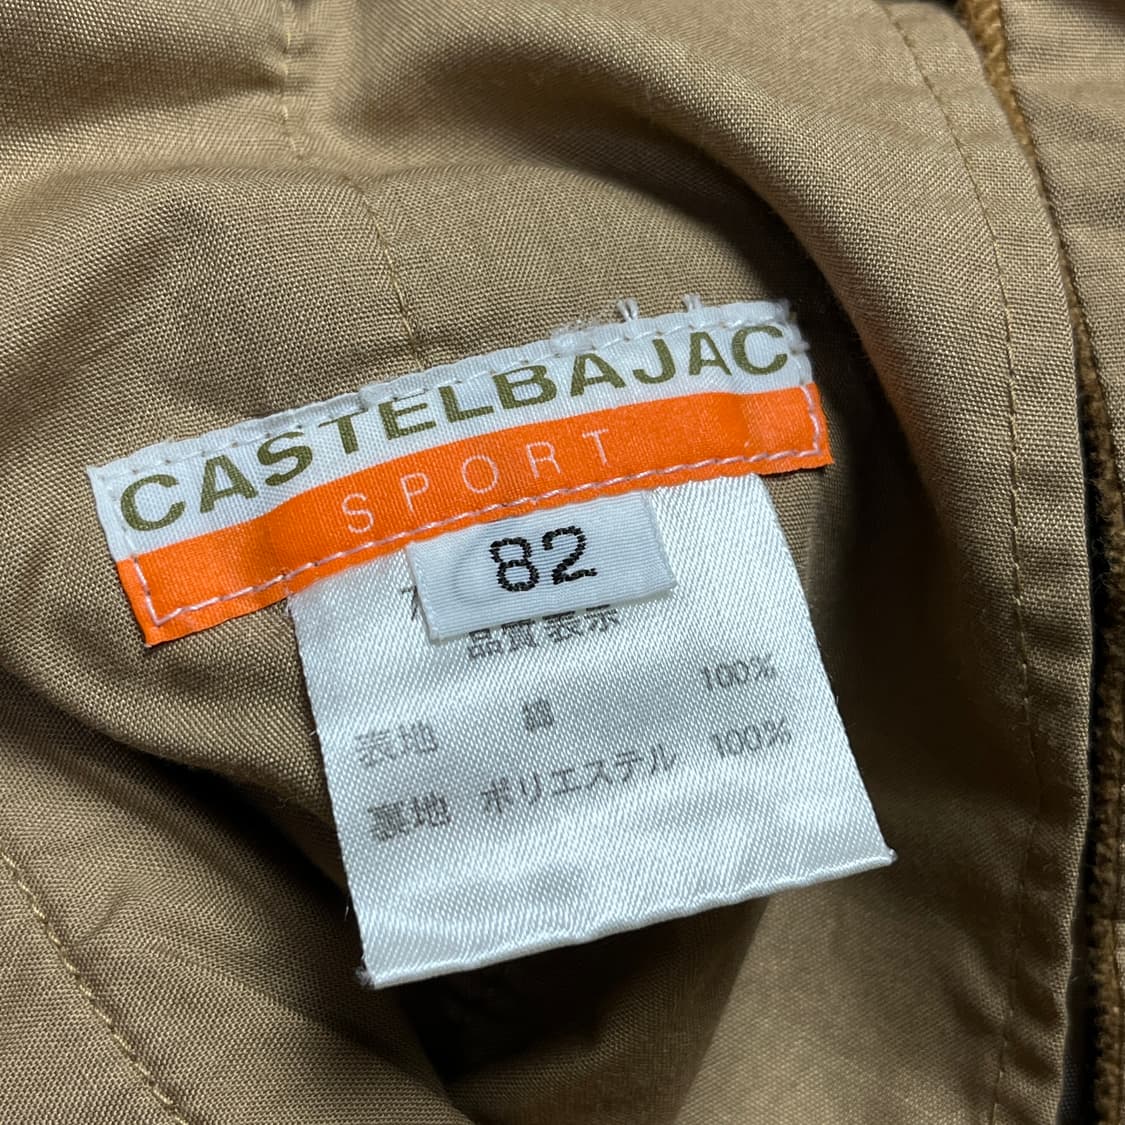 CASTELBAJAC
SPORT
82
品質表示
表地 綿 100%
裏地 ポリエステル 100%